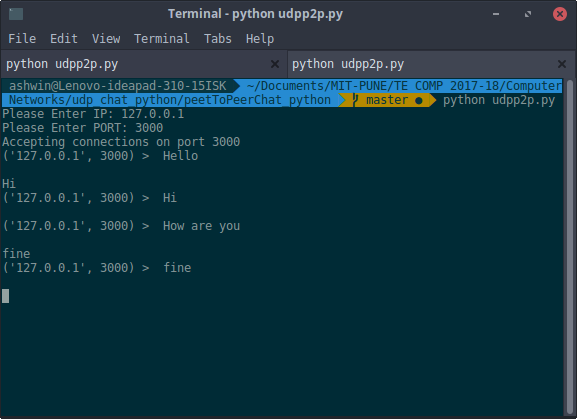 Terminal - python udpp2p.py
File Edit View Terminal Tabs Help
python udpp2p.py python udpp2p.py
ashwin@Lenovo-ideapad-310-15ISK ~/Documents/MIT-PUNE/TE COMP 2017-18/Computer
Networks/udp chat python/peetToPeerChat_python master ● python udpp2p.py
Please Enter IP: 127.0.0.1
Please Enter PORT: 3000
Accepting connections on port 3000
('127.0.0.1', 3000) > Hello
Hi
('127.0.0.1', 3000) > Hi
('127.0.0.1', 3000) > How are you
fine
('127.0.0.1', 3000) > fine